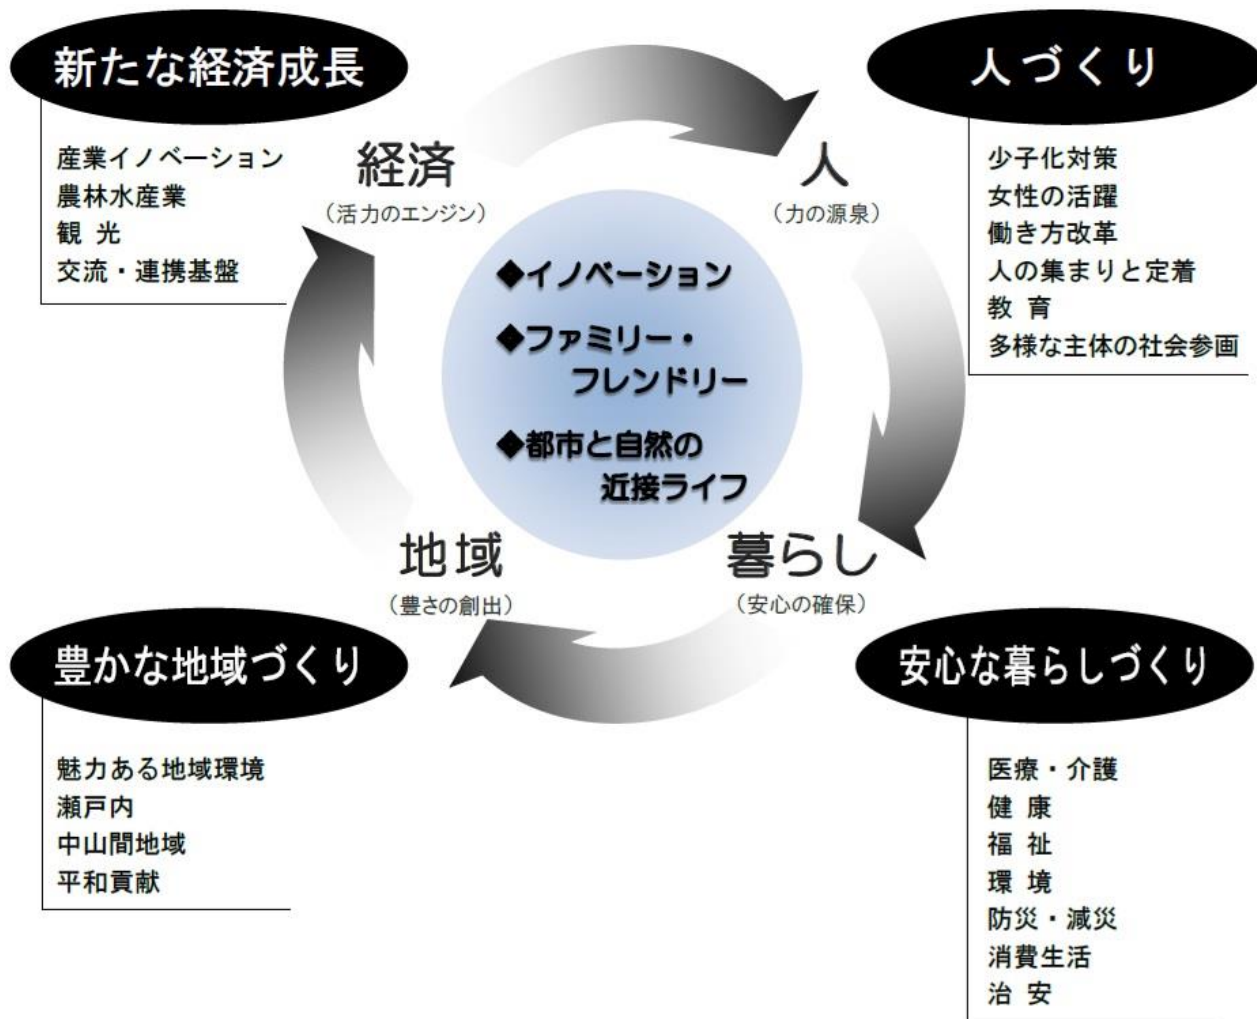 新たな経済成長
産業イノベーション
農林水産業
観 光
交流・連携基盤
経済
（活力のエンジン）
人づくり
少子化対策
女性の活躍
働き方改革
人の集まりと定着
教 育
多様な主体の社会参画
人
（力の源泉）
◆イノベーション
◆ファミリー・
フレンドリー
◆都市と自然の
近接ライフ
地域
（豊さの創出）
暮らし
（安心の確保）
豊かな地域づくり
魅力ある地域環境
瀬戸内
中山間地域
平和貢献
安心な暮らしづくり
医療・介護
健 康
福 祉
環 境
防災・減災
消費生活
治 安